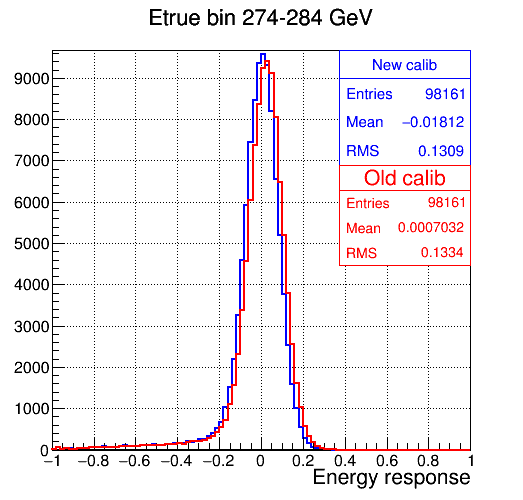 Etrue bin 274-284 GeV
New calib
Entries 98161
Mean −0.01812
RMS 0.1309
Old calib
Entries 98161
Mean 0.0007032
RMS 0.1334
9000
8000
7000
6000
5000
4000
3000
2000
1000
0
−1 −0.8 −0.6 −0.4 −0.2 0 0.2 0.4 0.6 0.8 1
Energy response